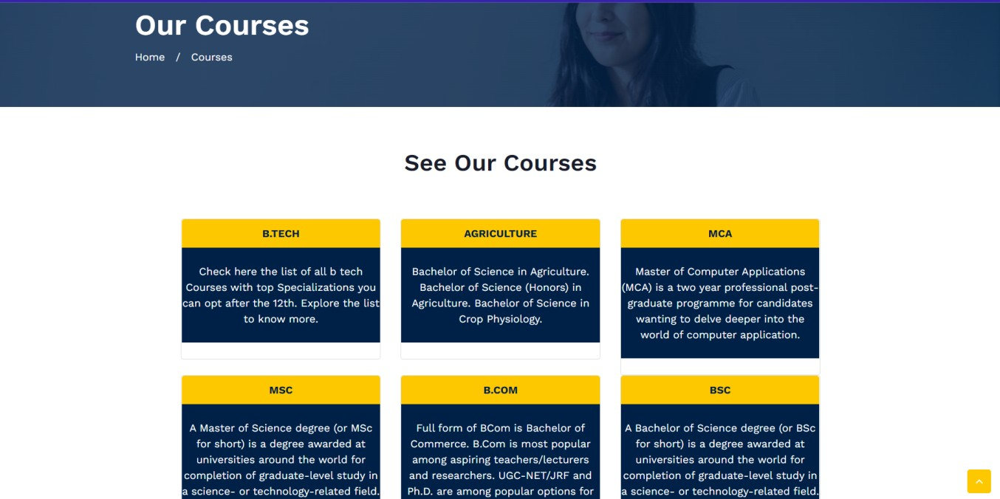 Our Courses
Home / Courses
See Our Courses
B.TECH
Check here the list of all b tech
Courses with top Specializations you
can opt after the 12th. Explore the list
to know more.
AGRICULTURE
Bachelor of Science in Agriculture.
Bachelor of Science (Honors) in
Agriculture. Bachelor of Science in
Crop Physiology.
MCA
Master of Computer Applications
(MCA) is a two year professional post-
graduate programme for candidates
wanting to delve deeper into the
world of computer application.
MSC
A Master of Science degree (or MSc
for short) is a degree awarded at
universities around the world for
completion of graduate-level study in
a science- or technology-related field.
B.COM
Full form of BCom is Bachelor of
Commerce. B.Com is most popular
among aspiring teachers/lecturers
and researchers. UGC-NET/JRF and
Ph.D. are among popular options for
BSC
A Bachelor of Science degree (or BSc
for short) is a degree awarded at
universities around the world for
completion of graduate-level study in
a science- or technology-related field.